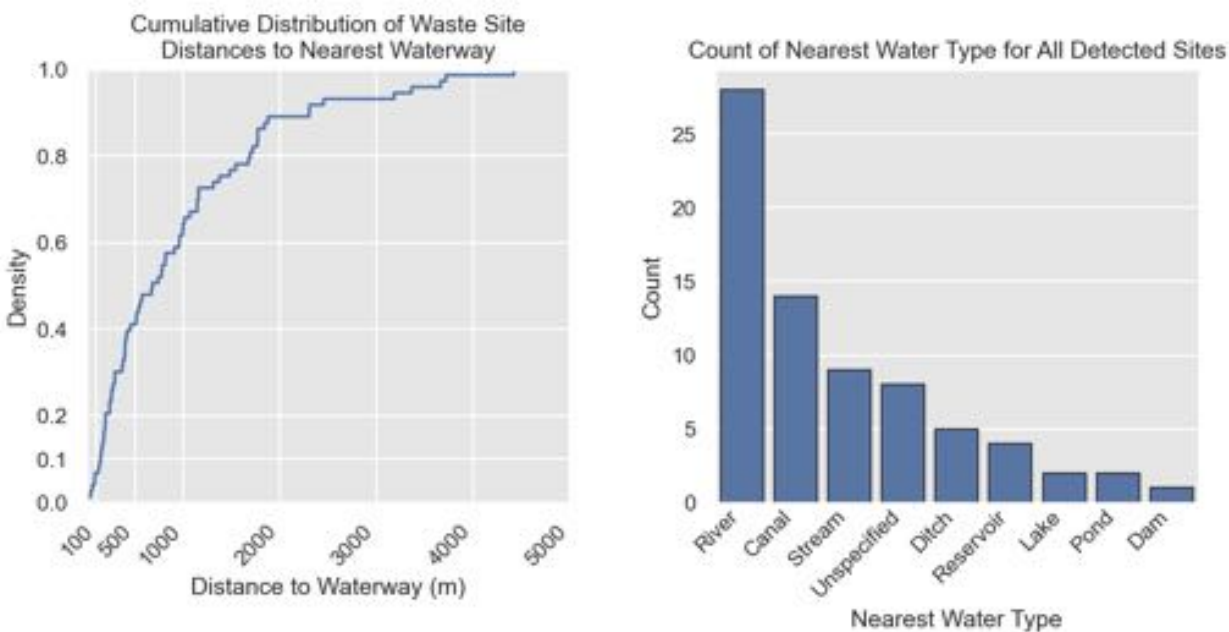 Cumulative Distribution of Waste Site
Distances to Nearest Waterway
1.0
0.8
0.6
0.4
0.2
0.1
0.0
Density
100
500
1000
2000
3000
4000
5000
Distance to Waterway (m)
Count of Nearest Water Type for All Detected Sites
25
20
15
10
5
0
Count
River
Canal
Stream
Unspecified
Ditch
Reservoir
Lake
Pond
Dam
Nearest Water Type